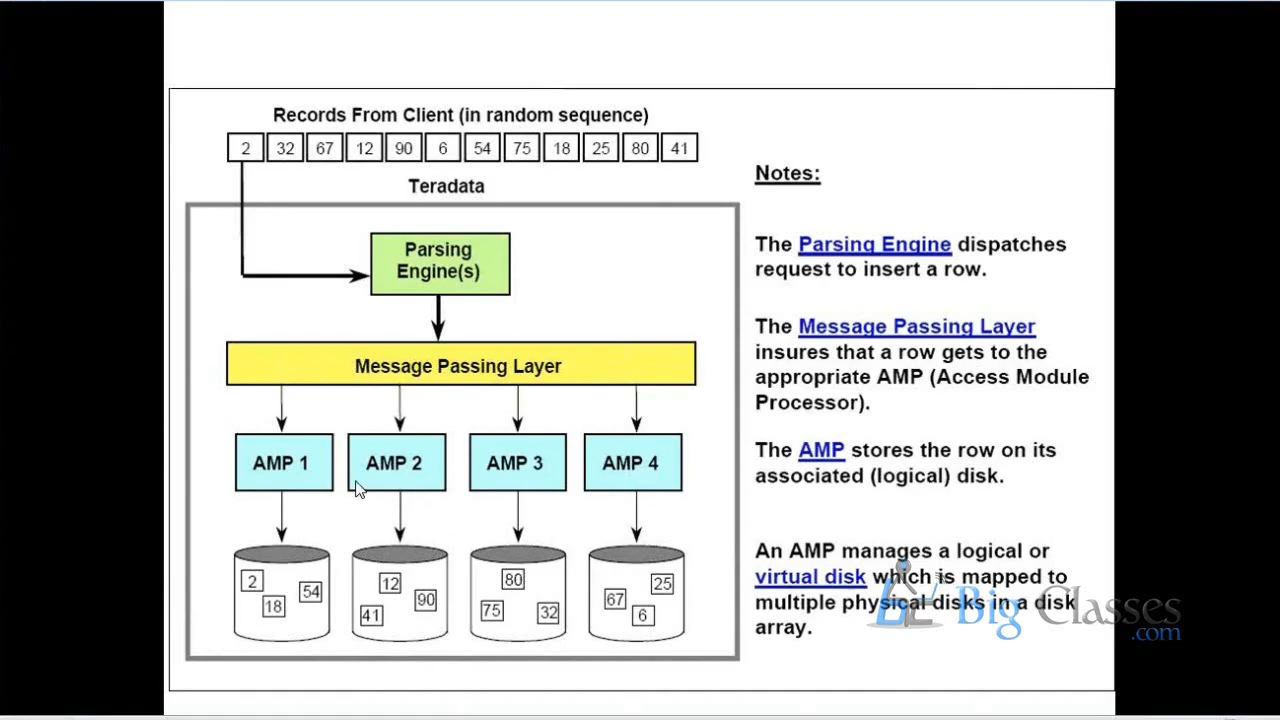 Records From Client (in random sequence)
2 32 67 12 90 6 54 75 18 25 80 41
Teradata
Parsing
Engine(s)
Message Passing Layer
AMP 1 AMP 2 AMP 3 AMP 4
2 18 54
12 41 90
80 75 32
67 25 6
Notes:
The Parsing Engine dispatches
request to insert a row.
The Message Passing Layer
insures that a row gets to the
appropriate AMP (Access Module
Processor).
The AMP stores the row on its
associated (logical) disk.
An AMP manages a logical or
virtual disk which is mapped to
multiple physical disks in a disk
array.
Big Classes
.com